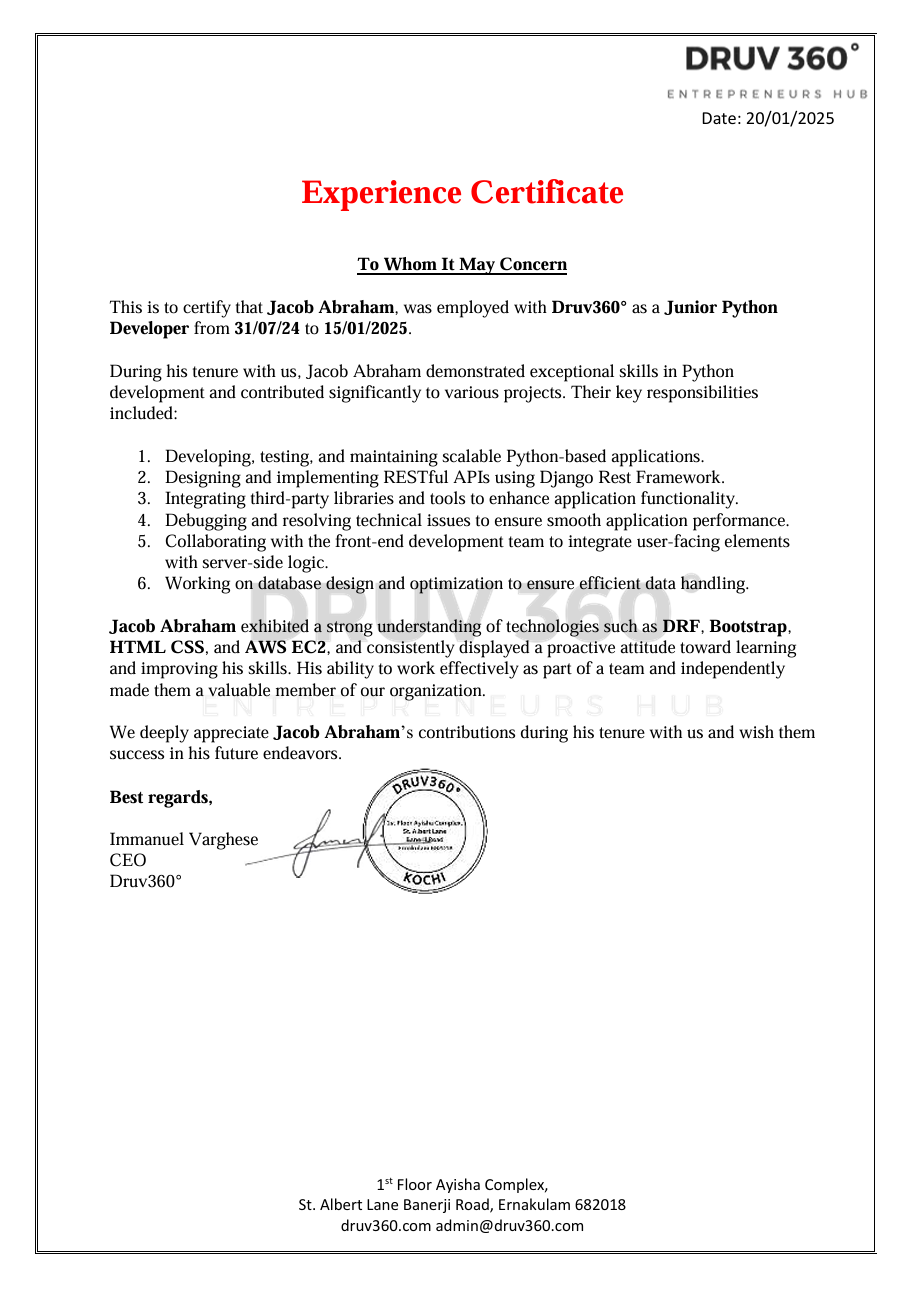 DRUV 360°
ENTREPRENEURS HUB
Date: 20/01/2025
Experience Certificate
To Whom It May Concern
This is to certify that Jacob Abraham, was employed with Druv360° as a Junior Python
Developer from 31/07/24 to 15/01/2025.
During his tenure with us, Jacob Abraham demonstrated exceptional skills in Python
development and contributed significantly to various projects. Their key responsibilities
included:
1. Developing, testing, and maintaining scalable Python-based applications.
2. Designing and implementing RESTful APIs using Django Rest Framework.
3. Integrating third-party libraries and tools to enhance application functionality.
4. Debugging and resolving technical issues to ensure smooth application performance.
5. Collaborating with the front-end development team to integrate user-facing elements
with server-side logic.
6. Working on database design and optimization to ensure efficient data handling.
DRUV 360°
Jacob Abraham exhibited a strong understanding of technologies such as DRF, Bootstrap,
HTML CSS, and AWS EC2, and consistently displayed a proactive attitude toward learning
and improving his skills. His ability to work effectively as part of a team and independently
made them a valuable member of our organization.
ENTREPRENEURS HUB
We deeply appreciate Jacob Abraham's contributions during his tenure with us and wish them
success in his future endeavors.
Best regards,
Immanuel Varghese
CEO
Druv360°
DRUV360°
1st Floor Ayisha Complex,
St. Albert Lane
Road
KOCHI
1st Floor Ayisha Complex,
St. Albert Lane Banerji Road, Ernakulam 682018
druv360.com admin@druv360.com